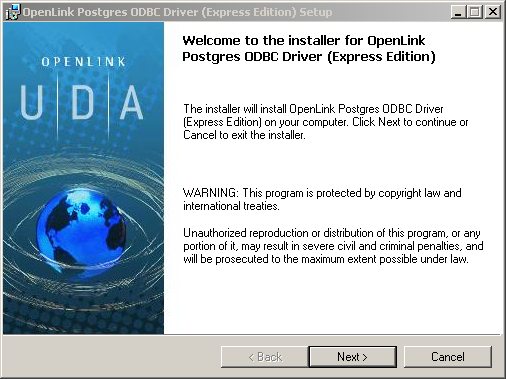 OpenLink Postgres ODBC Driver (Express Edition) Setup
OPENLINK
UDA
Welcome to the installer for OpenLink
Postgres ODBC Driver (Express Edition)
The installer will install OpenLink Postgres ODBC Driver
(Express Edition) on your computer. Click Next to continue or
Cancel to exit the installer.
WARNING: This program is protected by copyright law and
international treaties.
Unauthorized reproduction or distribution of this program, or any
portion of it, may result in severe civil and criminal penalties, and
will be prosecuted to the maximum extent possible under law.
< Back Next > Cancel